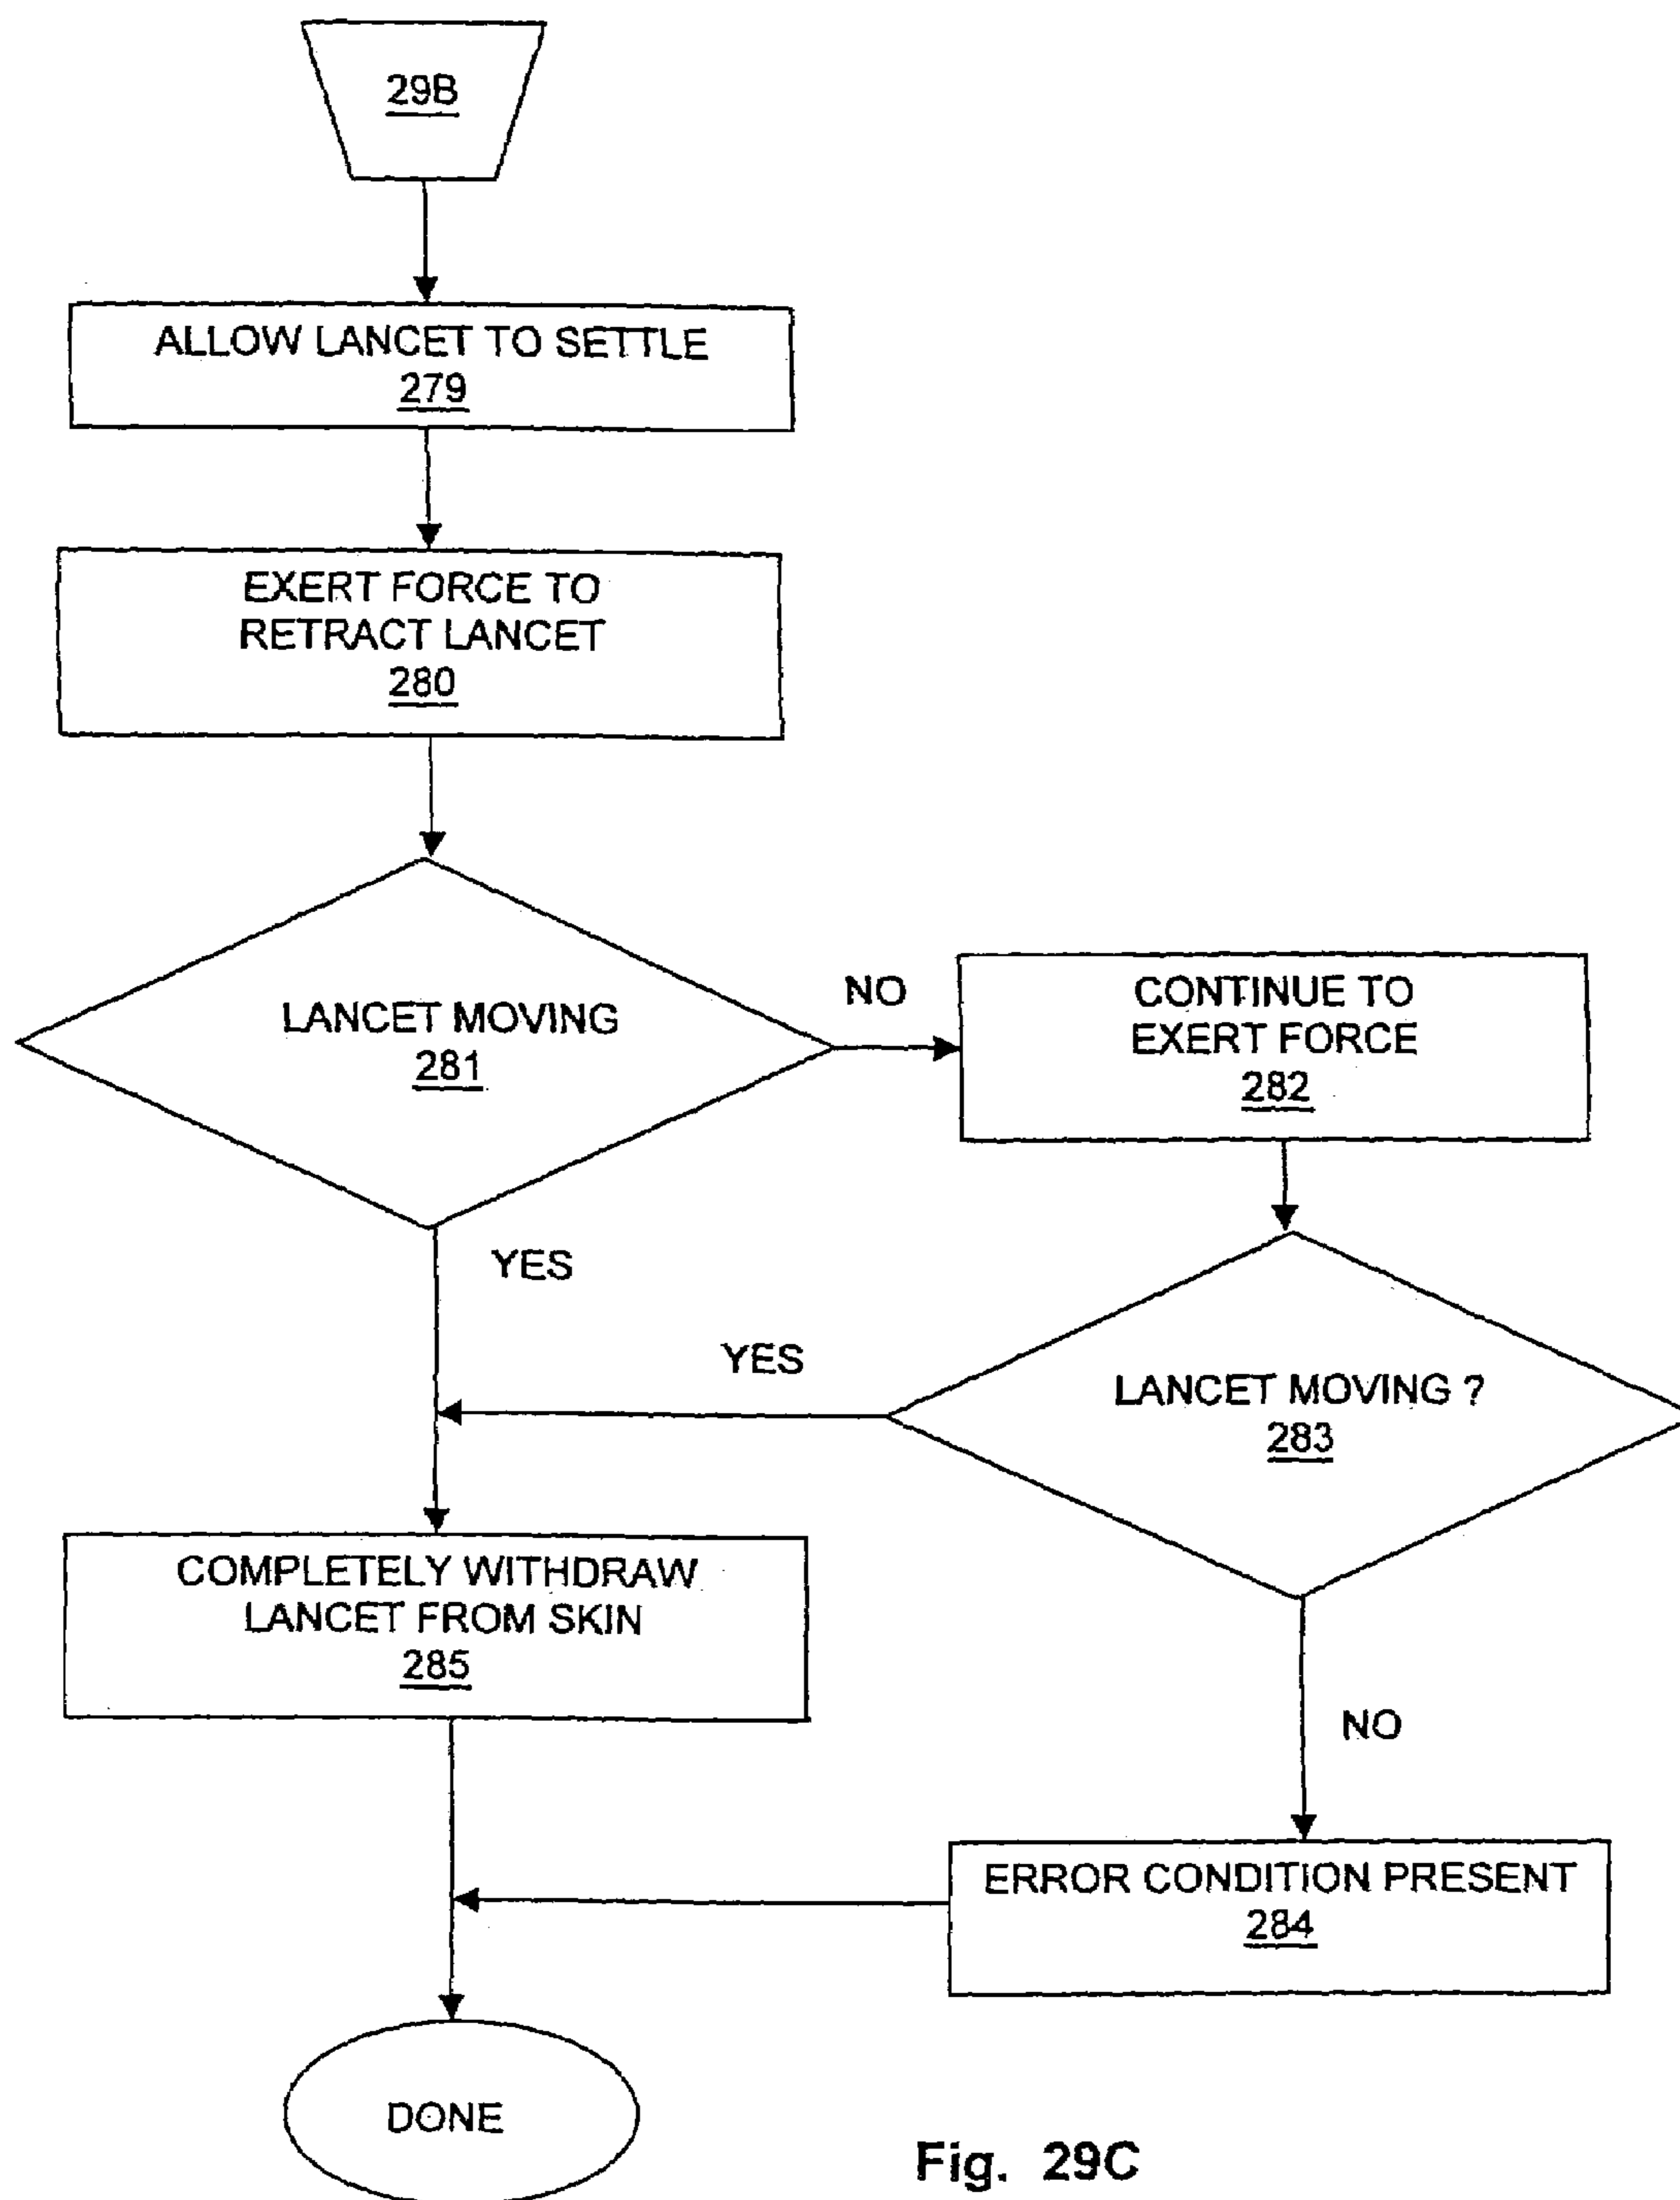 29B
ALLOW LANCET TO SETTLE
279
EXERT FORCE TO
RETRACT LANCET
280
LANCET MOVING
281
NO
CONTINUE TO
EXERT FORCE
282
YES
YES
LANCET MOVING ?
283
COMPLETELY WITHDRAW
LANCET FROM SKIN
285
NO
ERROR CONDITION PRESENT
284
DONE
Fig. 29C